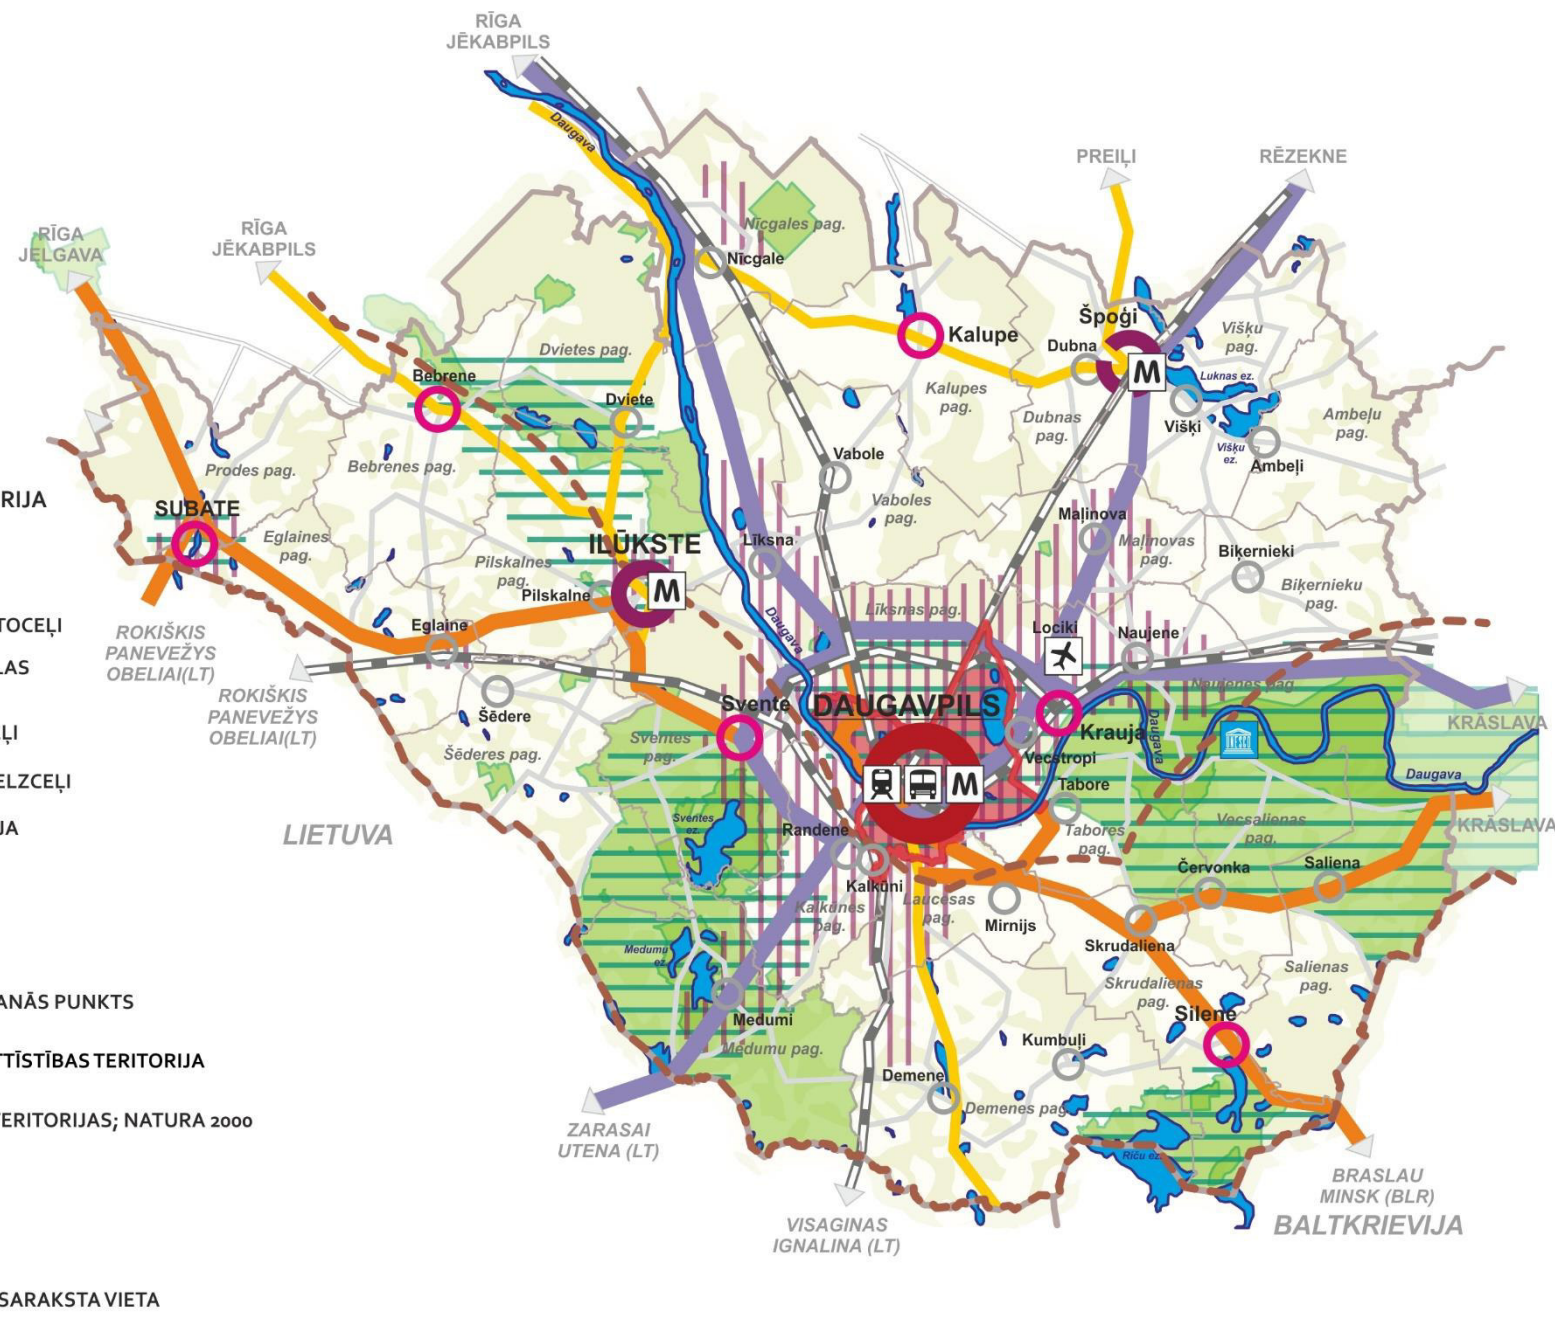 RĪGA
JĒKABPILS
Daugava
PREIĻI
RĒZEKNE
RĪGA
JELGAVA
RĪGA
JĒKABPILS
Nīcgales pag.
Nīcgale
Kalupe
Špoģi
Dubna
Višķu
pag.
M
Luknas ez.
Dvietes pag.
Bebrene
Dviete
Kalupes
pag.
Dubnas
pag.
Višķi
Višķu
ez.
Ambeļi
Ambeļu
pag.
Prodes pag.
Bebrenes pag.
Vabole
Vaboles
pag.
RIJA
SUBATE
Eglaines
pag.
ILŪKSTE
Līksna
Maļinova
Maļinovas
pag.
Biķernieki
Biķernieku
pag.
Pilskalnes
pag.
Pilskalne
M
Līksnas pag.
Daugava
Lociki
Naujene
TOCEĻI
Eglaine
LAS
ROKIŠKIS
PANEVEŽYS
OBELIAI(LT)
ROKIŠKIS
PANEVEŽYS
OBELIAI(LT)
Šēdere
Šēderes pag.
Svente
Sventes
pag.
DAUGAVPILS
Naujenes pag.
Krauja
Vecstropi
Daugava
UNESCO
KRĀSLAVA
ĻI
ELZCEĻI
JA
M
Tabore
Tabores
pag.
Daugava
Vecsalienas
pag.
KRĀSLAVA
LIETUVA
Sventes
ez.
Randene
Kalkūni
Kalkūnes
pag.
Laucesas
pag.
Mirnijs
Červonka
Saliena
Skrudaliena
Medumu
ez.
Medumi
Medumu pag.
Skrudalienas
pag.
Salienas
pag.
Silene
ANĀS PUNKTS
TTĪSTĪBAS TERITORIJA
TERITORIJAS; NATURA 2000
Kumbuļi
Demene
Demenes pag.
Riču ez.
ZARASAI
UTENA (LT)
VISAGINAS
IGNALINA (LT)
BRASLAU
MINSK (BLR)
BALTKRIEVIJA
SARAKSTA VIETA